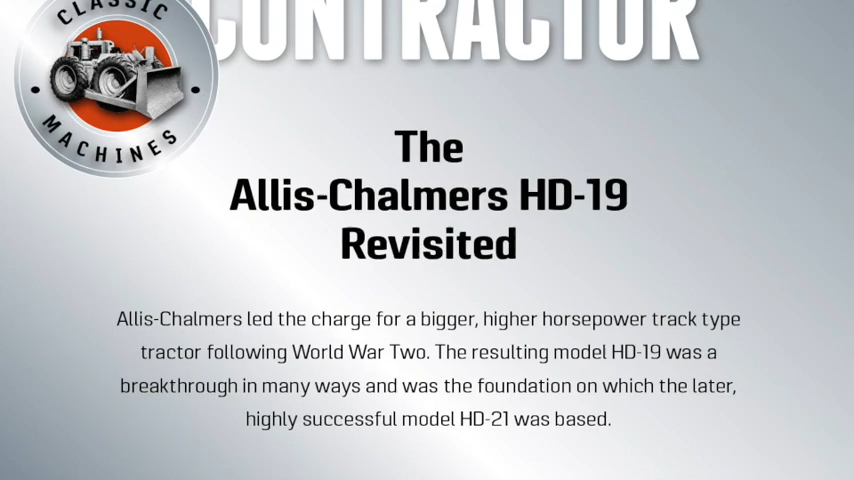 CLASSIC
MACHINES
CONTRACTOR
The
Allis-Chalmers HD-19
Revisited
Allis-Chalmers led the charge for a bigger, higher horsepower track type
tractor following World War Two. The resulting model HD-19 was a
breakthrough in many ways and was the foundation on which the later,
highly successful model HD-21 was based.